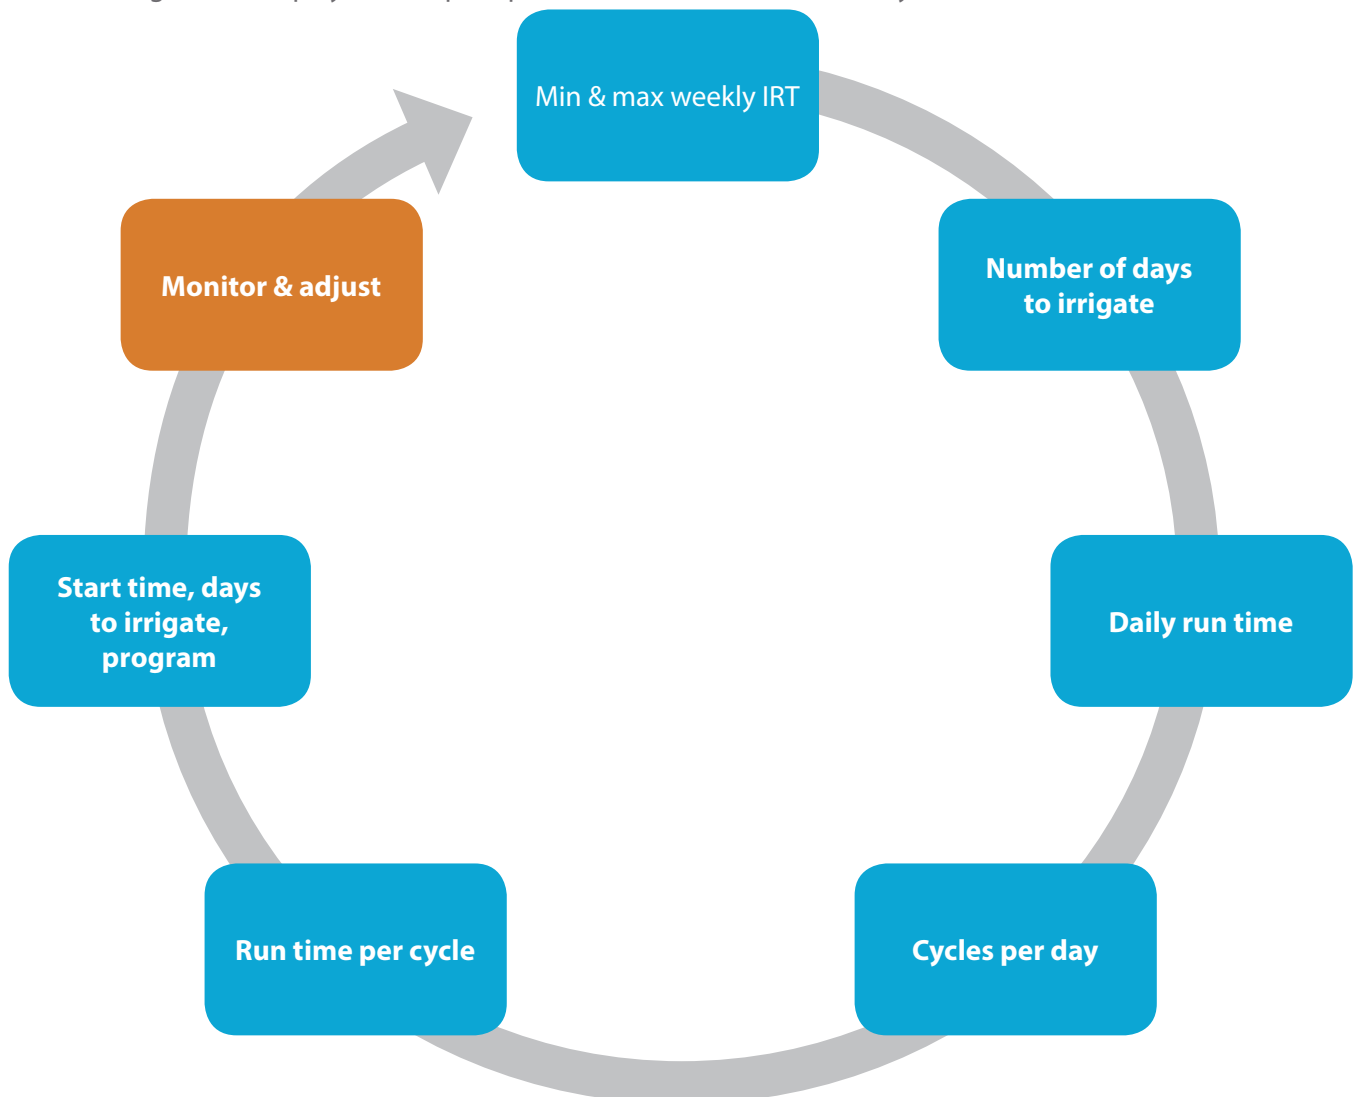 Min & max weekly IRT
Number of days
to irrigate
Daily run time
Cycles per day
Run time per cycle
Start time, days
to irrigate,
program
Monitor & adjust